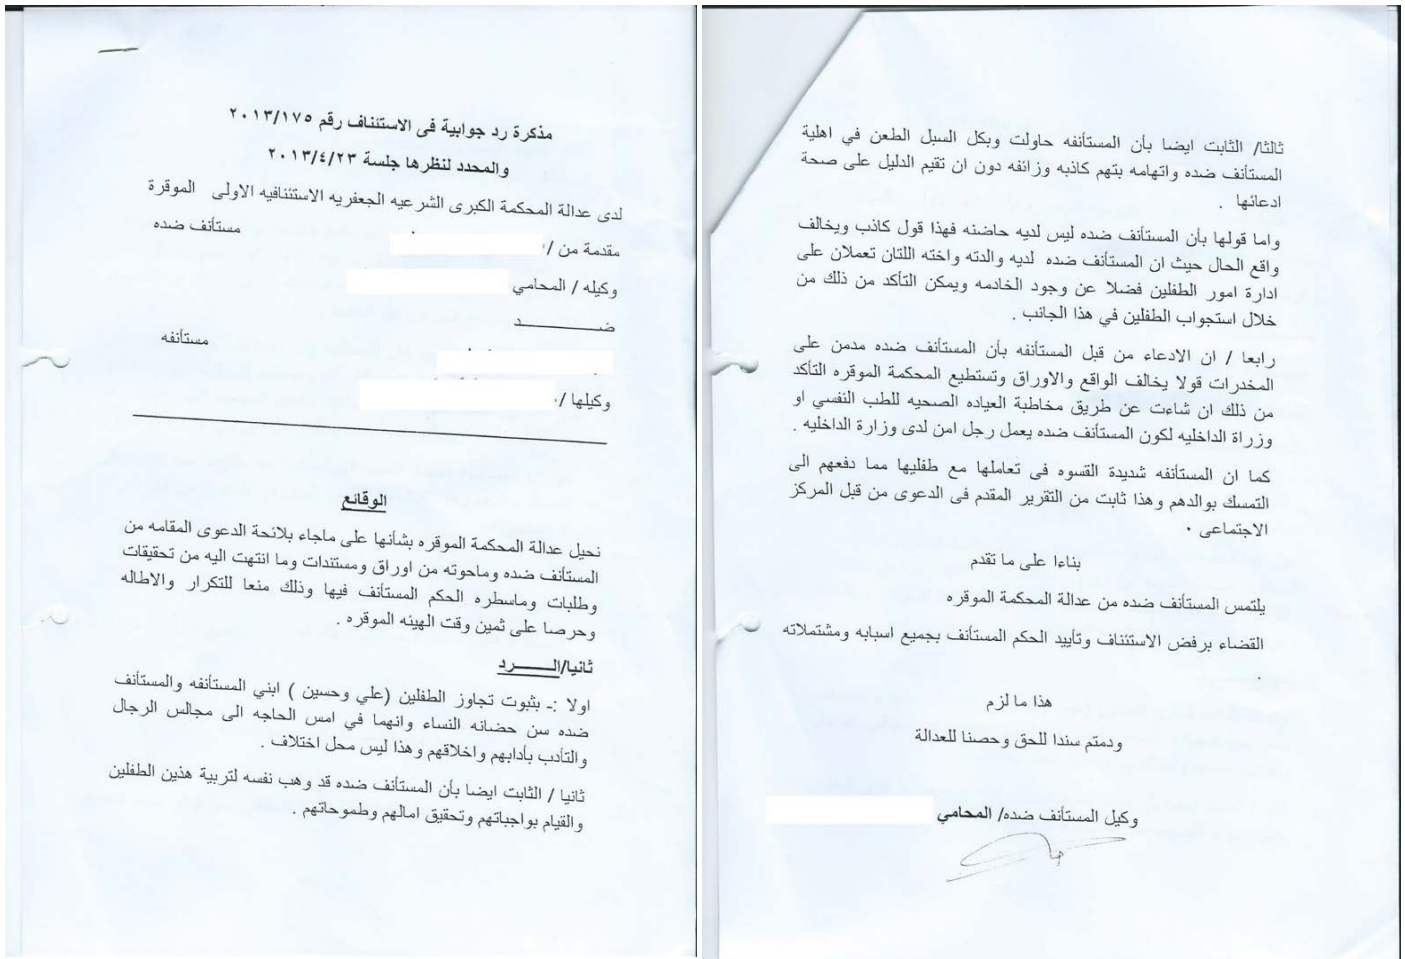 مذكرة رد جوابية فى الاستئناف رقم ٢٠١٣/١٧٥
والمحدد لنظرها جلسة ٢٠١٣/٤/٢٣
لدى عدالة المحكمة الكبرى الشرعيه الجعفريه الاستئنافيه الاولى الموقرة
مقدمة من / مستأنف ضده
وكيله / المحامي
ضـــــــــــد
مستأنفه
وكيلها /
الوقائع
نحيل عدالة المحكمة الموقره بشأنها على ماجاء بلائحة الدعوى المقامه من
المستأنف ضده وماحوته من اوراق ومستندات وما انتهت اليه من تحقيقات
وطلبات وماسطره الحكم المستأنف فيها وذلك منعا للتكرار والاطاله
وحرصا على ثمين وقت الهيئه الموقره .
ثانيا/الـــــــرد
اولا :ـ بثبوت تجاوز الطفلين (علي وحسين ) ابني المستأنفه والمستأنف
ضده سن حضانه النساء وانهما في امس الحاجه الى مجالس الرجال
والتأدب بأدابهم واخلاقهم وهذا ليس محل اختلاف .
ثانيا / الثابت ايضا بأن المستأنف ضده قد وهب نفسه لتربية هذين الطفلين
والقيام بواجباتهم وتحقيق امالهم وطموحاتهم .
ثالثا/ الثابت ايضا بأن المستأنفه حاولت وبكل السبل الطعن في اهلية
المستأنف ضده واتهامه بتهم كاذبه وزائفه دون ان تقيم الدليل على صحة
ادعائها .
واما قولها بأن المستأنف ضده ليس لديه حاضنه فهذا قول كاذب ويخالف
واقع الحال حيث ان المستأنف ضده لديه والدته واخته اللتان تعملان على
ادارة امور الطفلين فضلا عن وجود الخادمه ويمكن التأكد من ذلك من
خلال استجواب الطفلين في هذا الجانب .
رابعا / ان الادعاء من قبل المستأنفه بأن المستأنف ضده مدمن على
المخدرات قولا يخالف الواقع والاوراق وتستطيع المحكمة الموقره التأكد
من ذلك ان شاءت عن طريق مخاطبة العياده الصحيه للطب النفسي او
وزراة الداخليه لكون المستأنف ضده يعمل رجل امن لدى وزارة الداخليه .
كما ان المستأنفه شديدة القسوه فى تعاملها مع طفليها مما دفعهم الى
التمسك بوالدهم وهذا ثابت من التقرير المقدم فى الدعوى من قبل المركز
الاجتماعى .
بناءا على ما تقدم
يلتمس المستأنف ضده من عدالة المحكمة الموقره
القضاء برفض الاستئناف وتأييد الحكم المستأنف بجميع اسبابه ومشتملاته
.
هذا ما لزم
ودمتم سندا للحق وحصنا للعدالة
وكيل المستأنف ضده/ المحامي